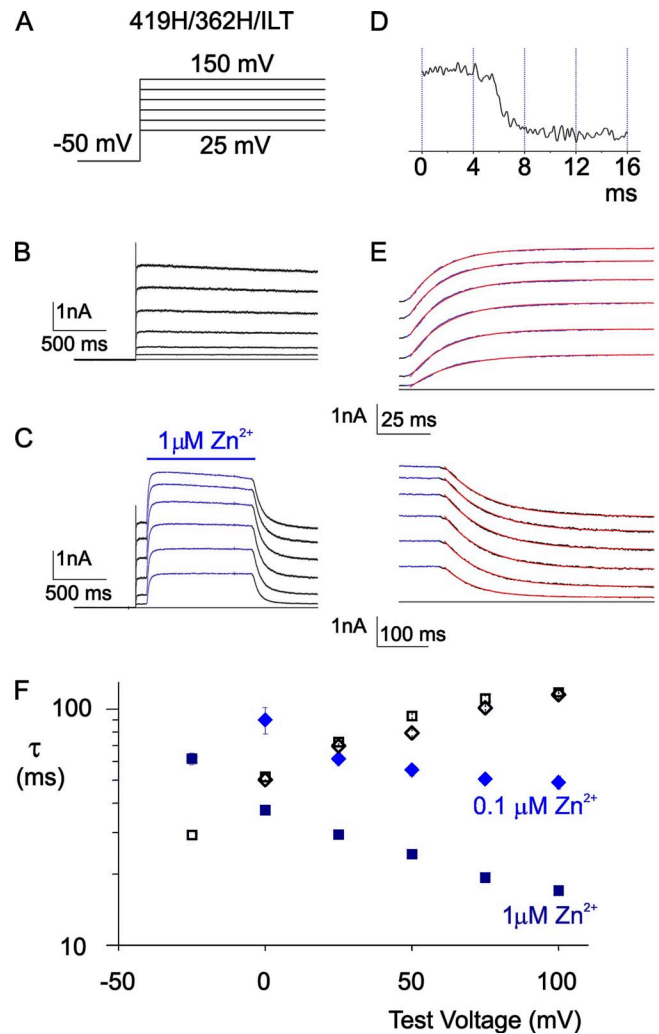 A
419H/362H/ILT
150 mV
-50 mV
25 mV
D
0 4 8 12 16
ms
B
1nA
500 ms
E
1nA 25 ms
C
1μM Zn²⁺
1nA
500 ms
1nA 100 ms
F
τ
(ms)
100
10
0.1 μM Zn²⁺
1μM Zn²⁺
-50 0 50 100
Test Voltage (mV)